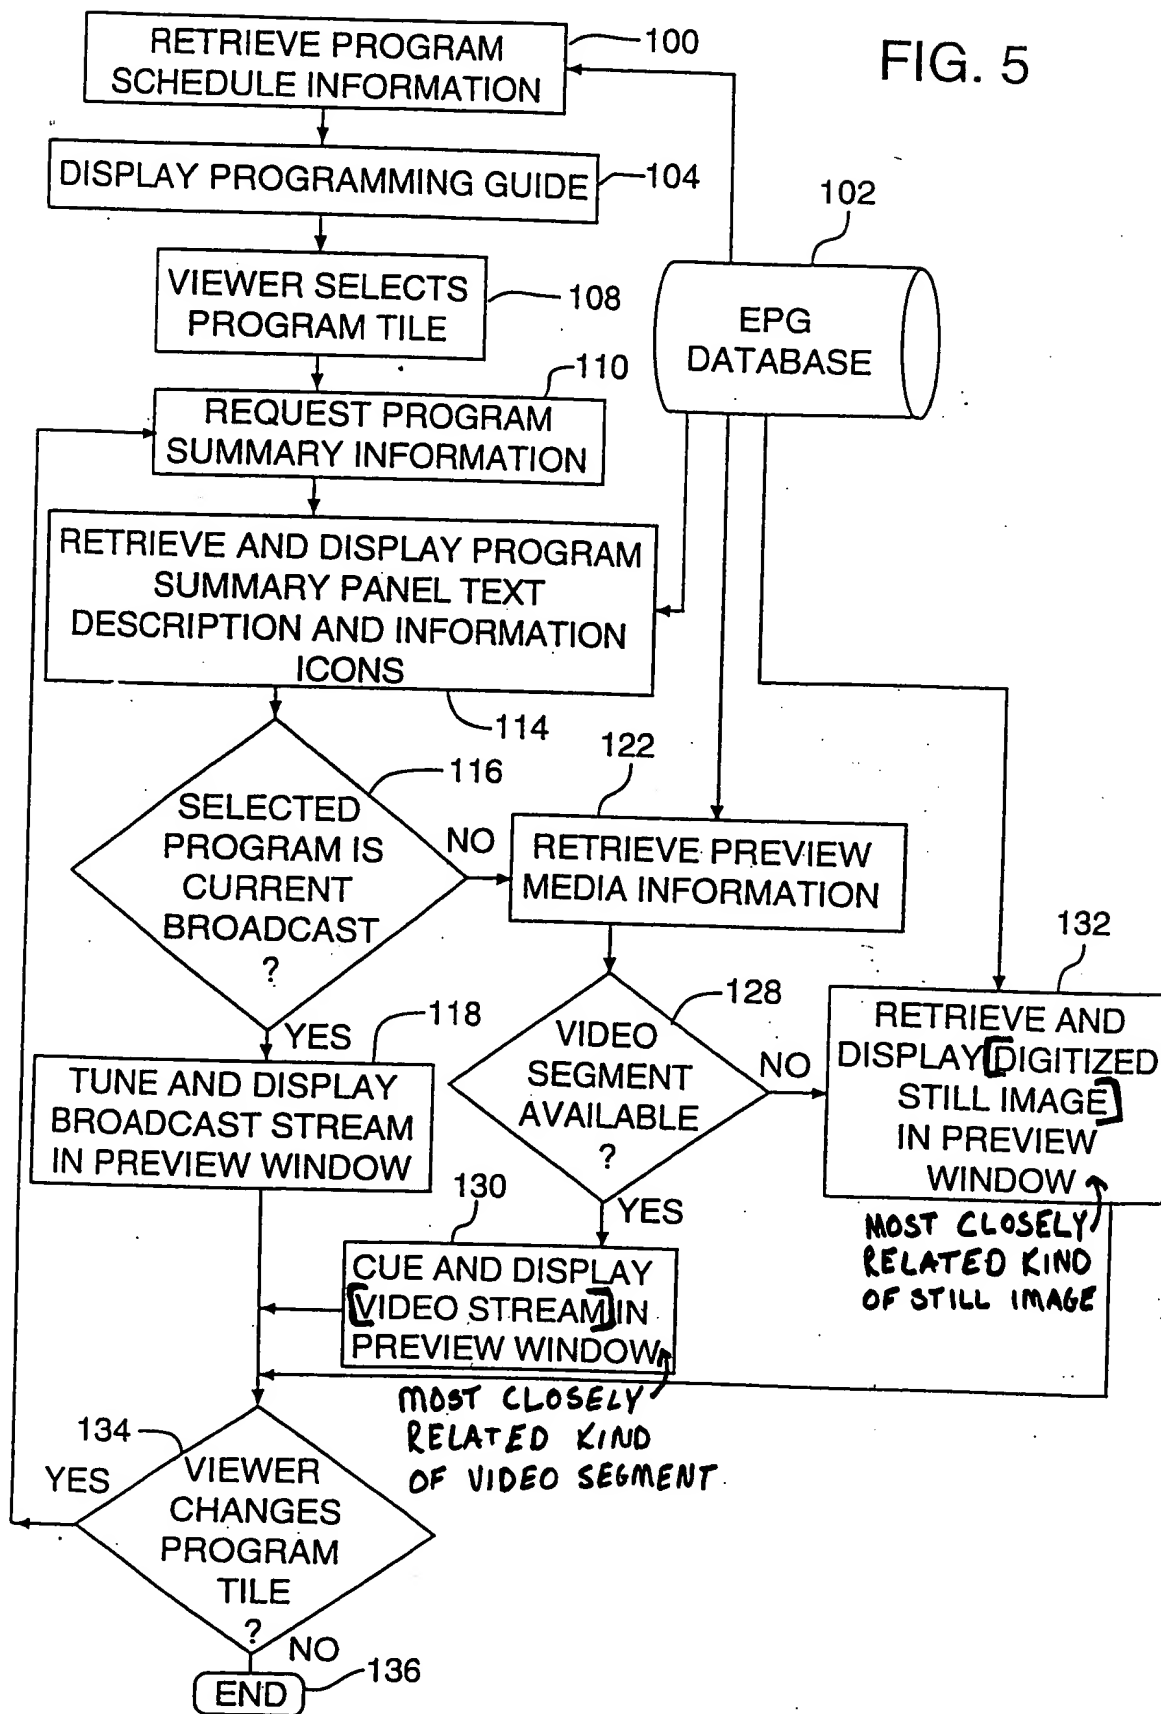 FIG. 5
RETRIEVE PROGRAM
SCHEDULE INFORMATION
100
DISPLAY PROGRAMMING GUIDE
104
102
EPG
DATABASE
VIEWER SELECTS
PROGRAM TILE
108
110
REQUEST PROGRAM
SUMMARY INFORMATION
RETRIEVE AND DISPLAY PROGRAM
SUMMARY PANEL TEXT
DESCRIPTION AND INFORMATION
ICONS
114
116
SELECTED
PROGRAM IS
CURRENT
BROADCAST
?
NO
YES
122
RETRIEVE PREVIEW
MEDIA INFORMATION
118
TUNE AND DISPLAY
BROADCAST STREAM
IN PREVIEW WINDOW
128
VIDEO
SEGMENT
AVAILABLE
?
NO
YES
132
RETRIEVE AND
DISPLAY [DIGITIZED
STILL IMAGE]
IN PREVIEW
WINDOW
MOST CLOSELY
RELATED KIND
OF STILL IMAGE
130
CUE AND DISPLAY
[VIDEO STREAM] IN
PREVIEW WINDOW
MOST CLOSELY
RELATED KIND
OF VIDEO SEGMENT
134
YES
VIEWER
CHANGES
PROGRAM
TILE
?
NO
END
136